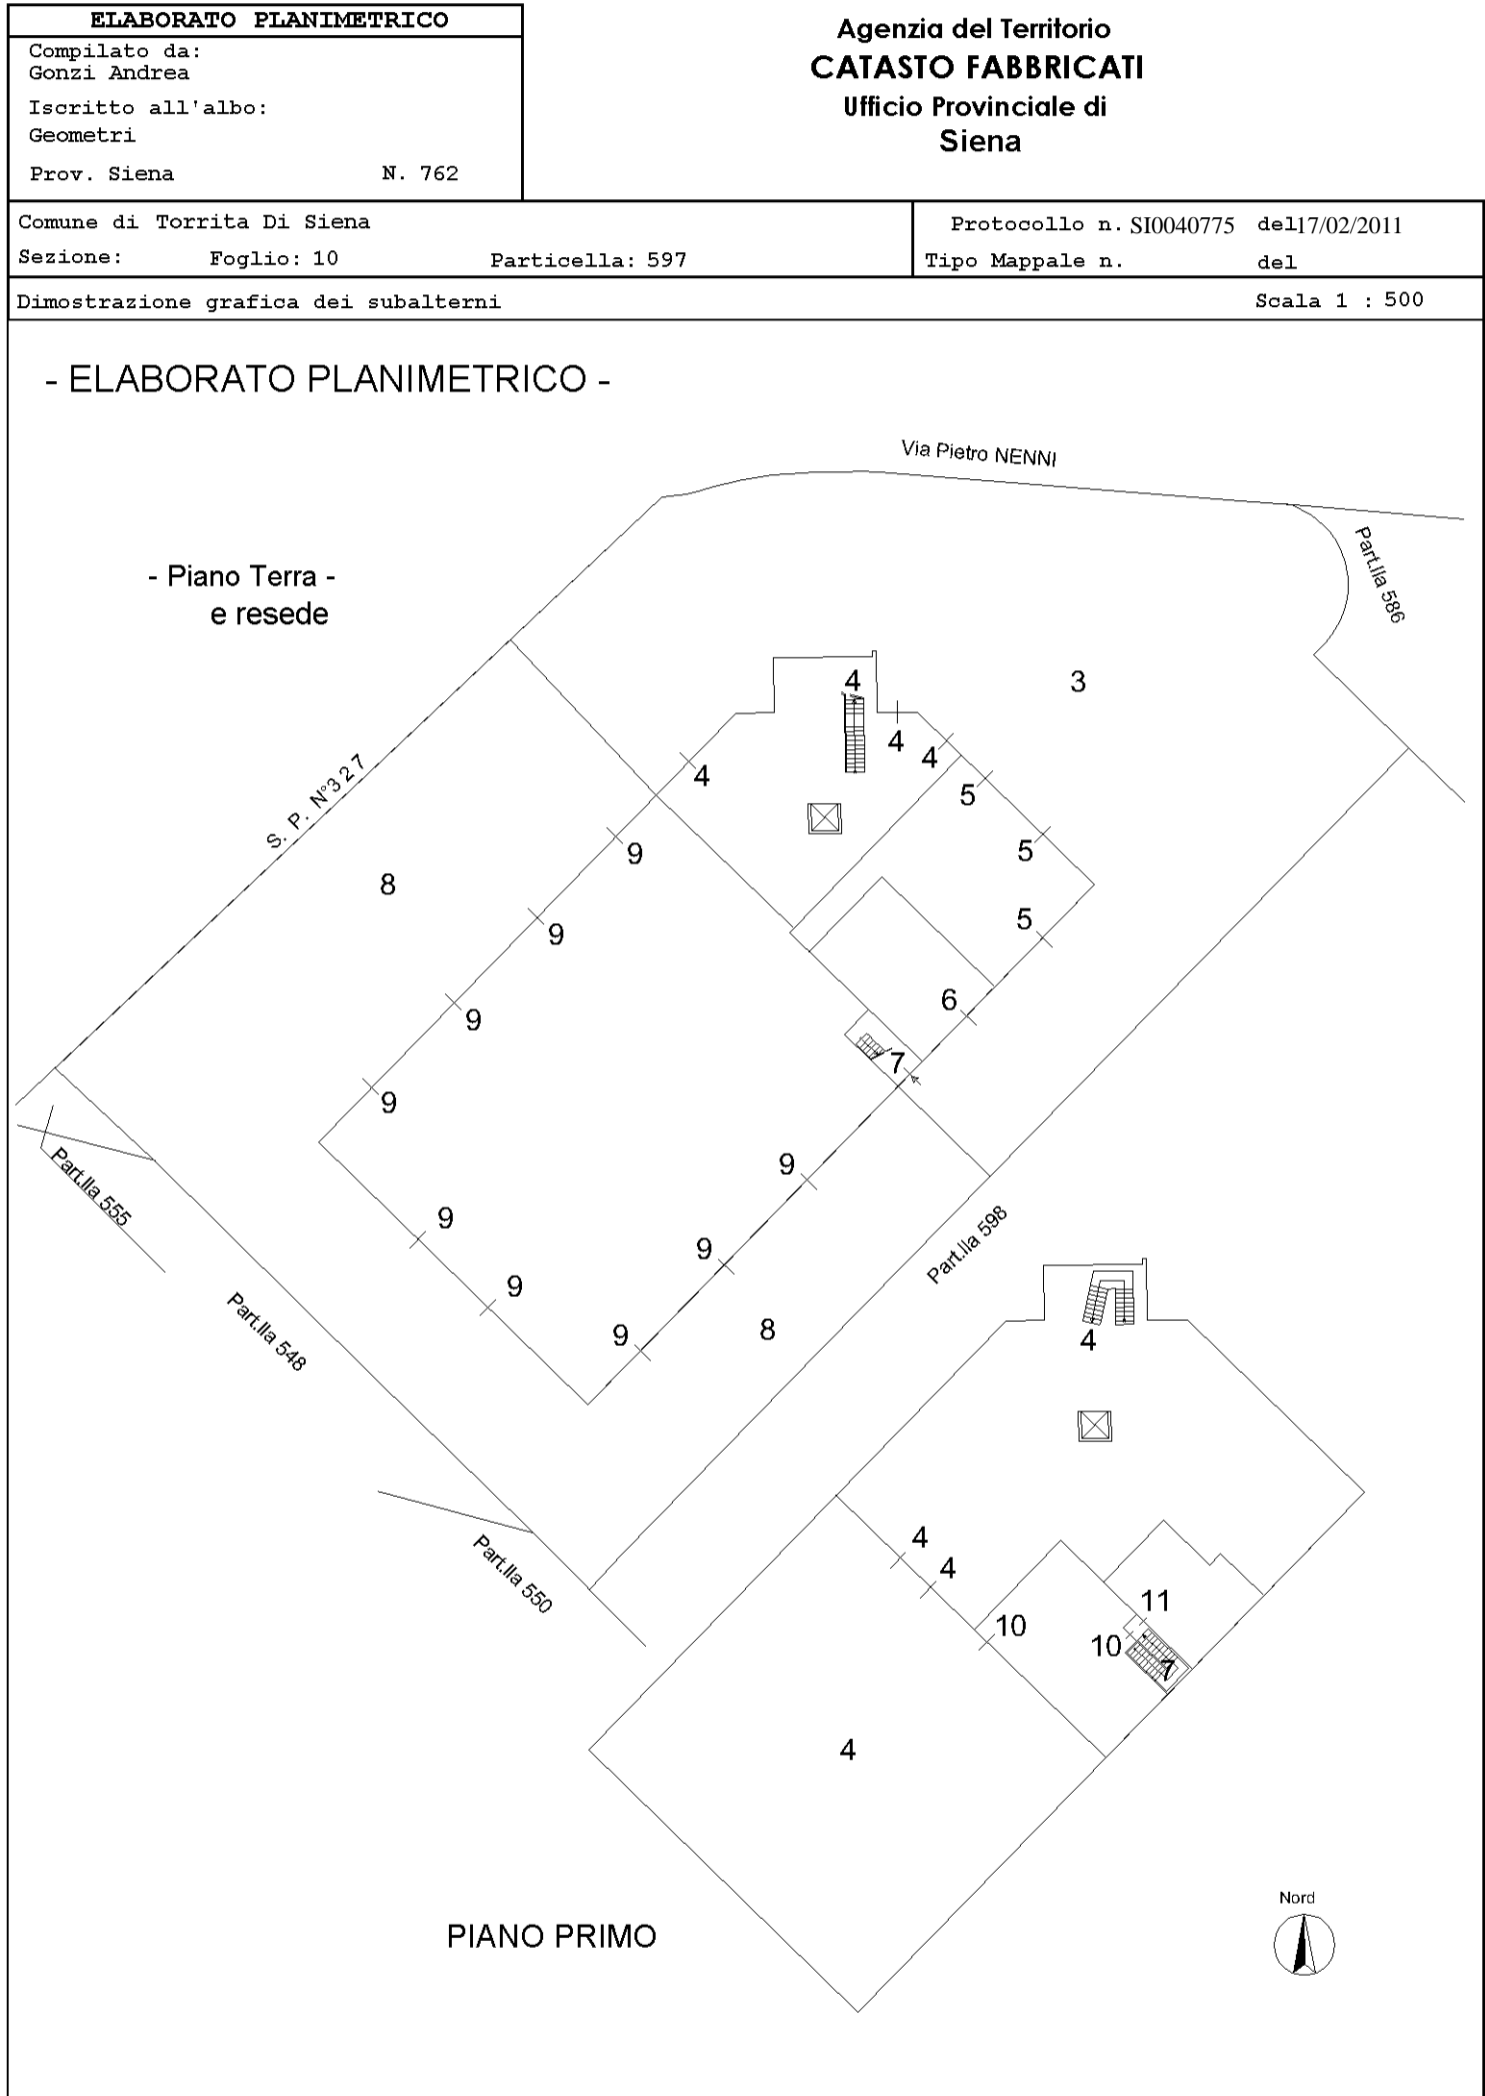 ELABORATO PLANIMETRICO
Compilato da:
Gonzi Andrea
Iscritto all'albo:
Geometri
Prov. Siena N. 762
Agenzia del Territorio
CATASTO FABBRICATI
Ufficio Provinciale di
Siena
Comune di Torrita Di Siena
Sezione: Foglio: 10 Particella: 597
Protocollo n. SI0040775 del17/02/2011
Tipo Mappale n. del
Dimostrazione grafica dei subalterni Scala 1 : 500
- ELABORATO PLANIMETRICO -
Via Pietro NENNI
Part.lla 586
- Piano Terra -
e resede
4
3
4
4
4
S. P. N°327
5
9
5
8
5
9
6
9
7
9
Part.lla 555
9
9
Part.lla 598
9
9
Part.lla 548
9
8
4
4
Part.lla 550
4
10
11
10
7
4
PIANO PRIMO
Nord